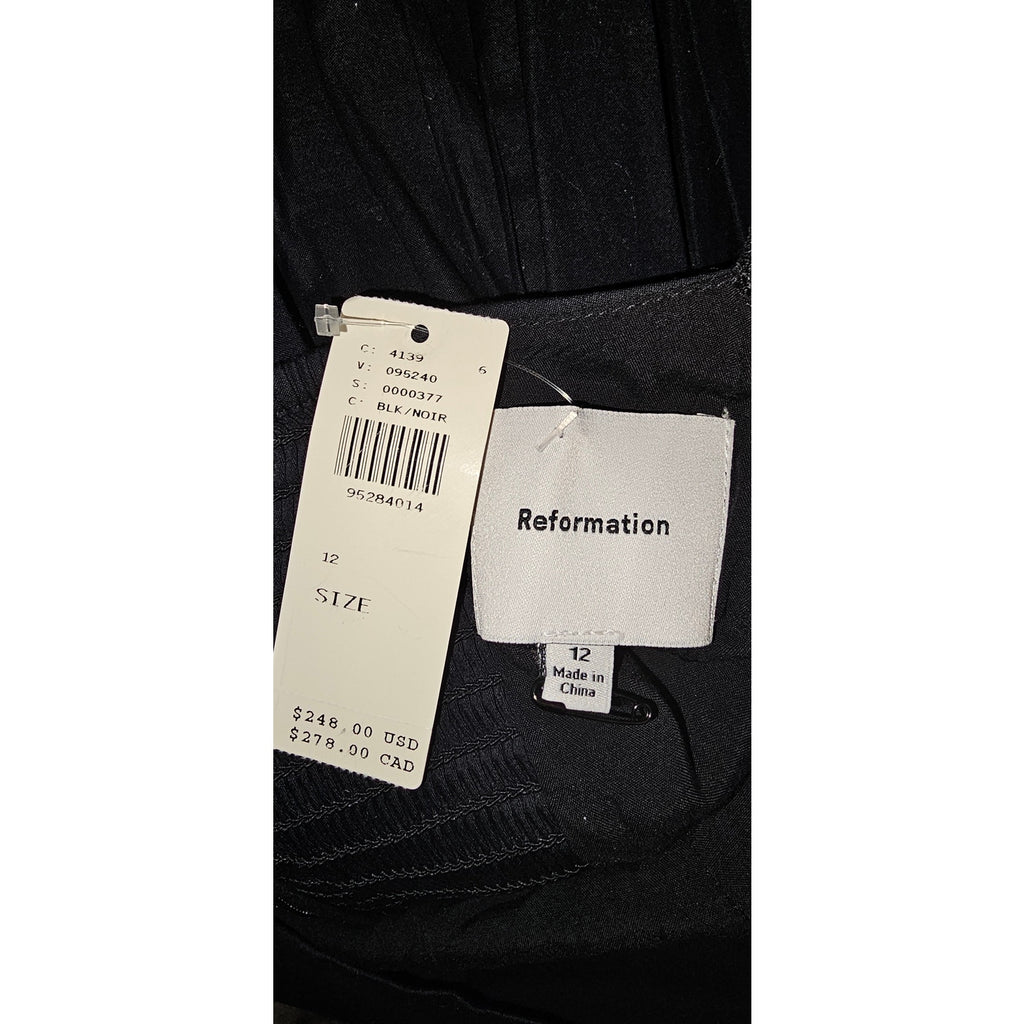 C: 4139 6
V: 095240
S: 0000377
C: BLK/NOIR
95284014
12
SIZE
$248.00 USD
$278.00 CAD
Reformation
12
Made in
China